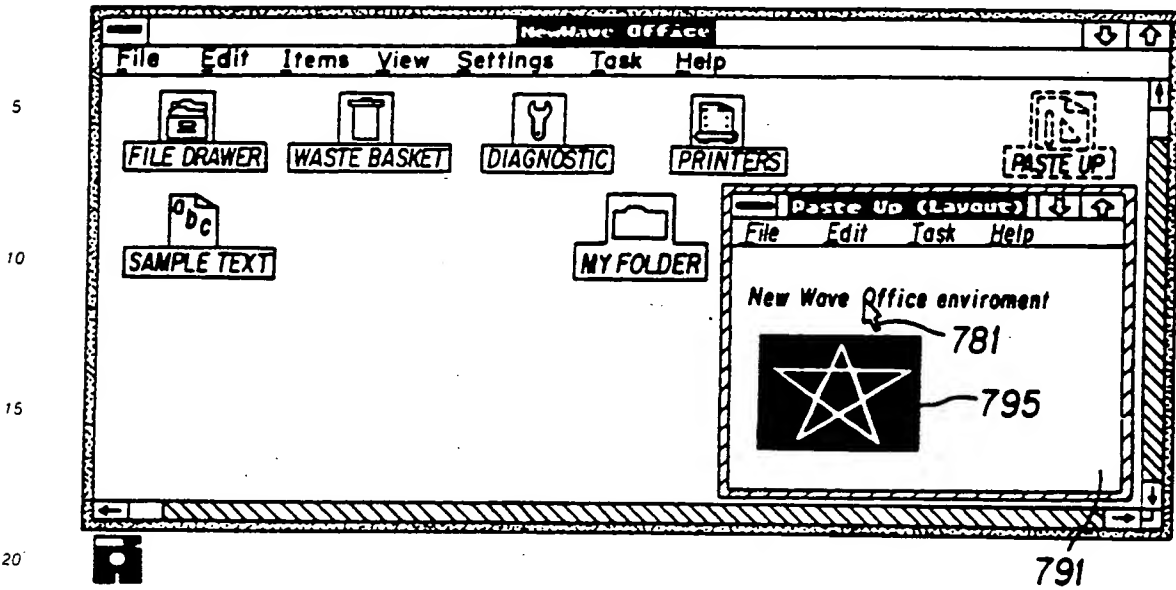 NewWave Office
File Edit Items View Settings Task Help
5
FILE DRAWER WASTE BASKET DIAGNOSTIC PRINTERS PASTE UP
Paste Up (Layout)
File Edit Task Help
abc
10
SAMPLE TEXT MY FOLDER
New Wave Office enviroment
781
15
795
20
791